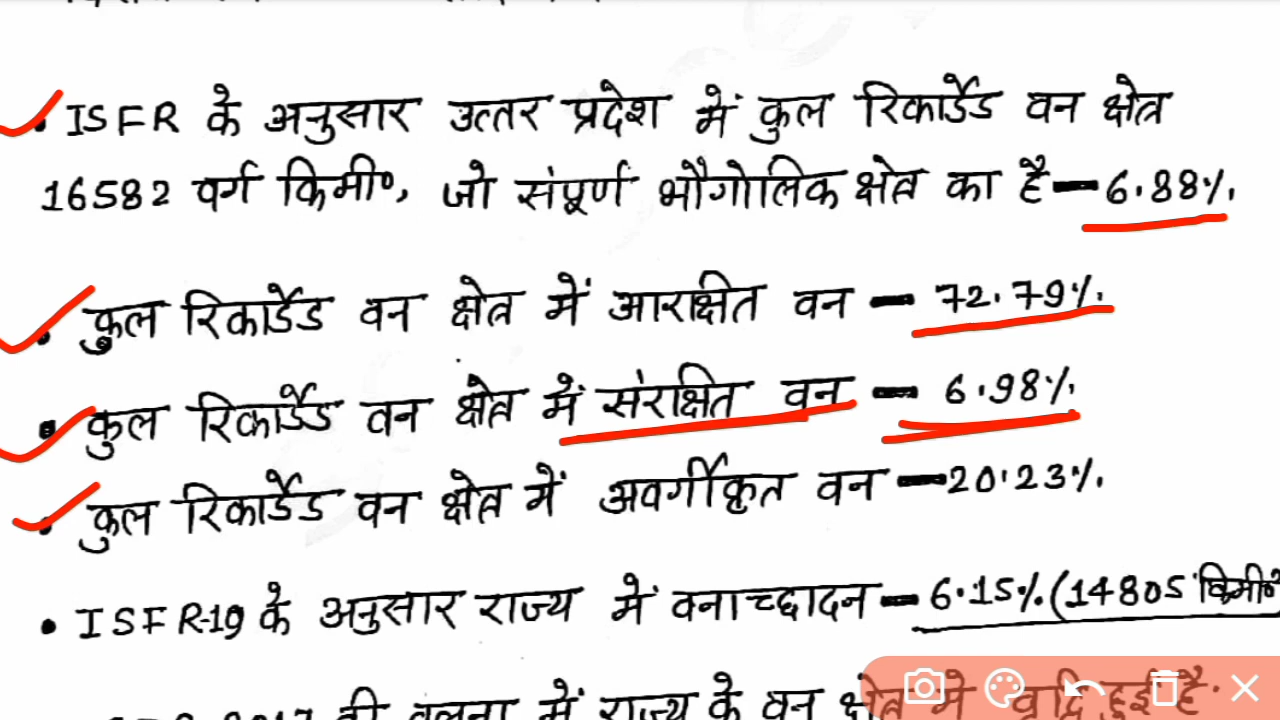 • ISFR के अनुसार उत्तर प्रदेश में कुल रिकार्डेड वन क्षेत्र
16582 वर्ग किमी०, जो संपूर्ण भौगोलिक क्षेत्र का है – 6.88%.
• कुल रिकार्डेड वन क्षेत्र में आरक्षित वन – 72.79%.
• कुल रिकार्डेड वन क्षेत्र में संरक्षित वन – 6.98%.
• कुल रिकार्डेड वन क्षेत्र में अवर्गीकृत वन – 20.23%.
• ISFR-19 के अनुसार राज्य में वनाच्छादन – 6.15% (14805 किमी०
की तुलना में राज्य के वन क्षेत्र में वृद्धि हुई है.